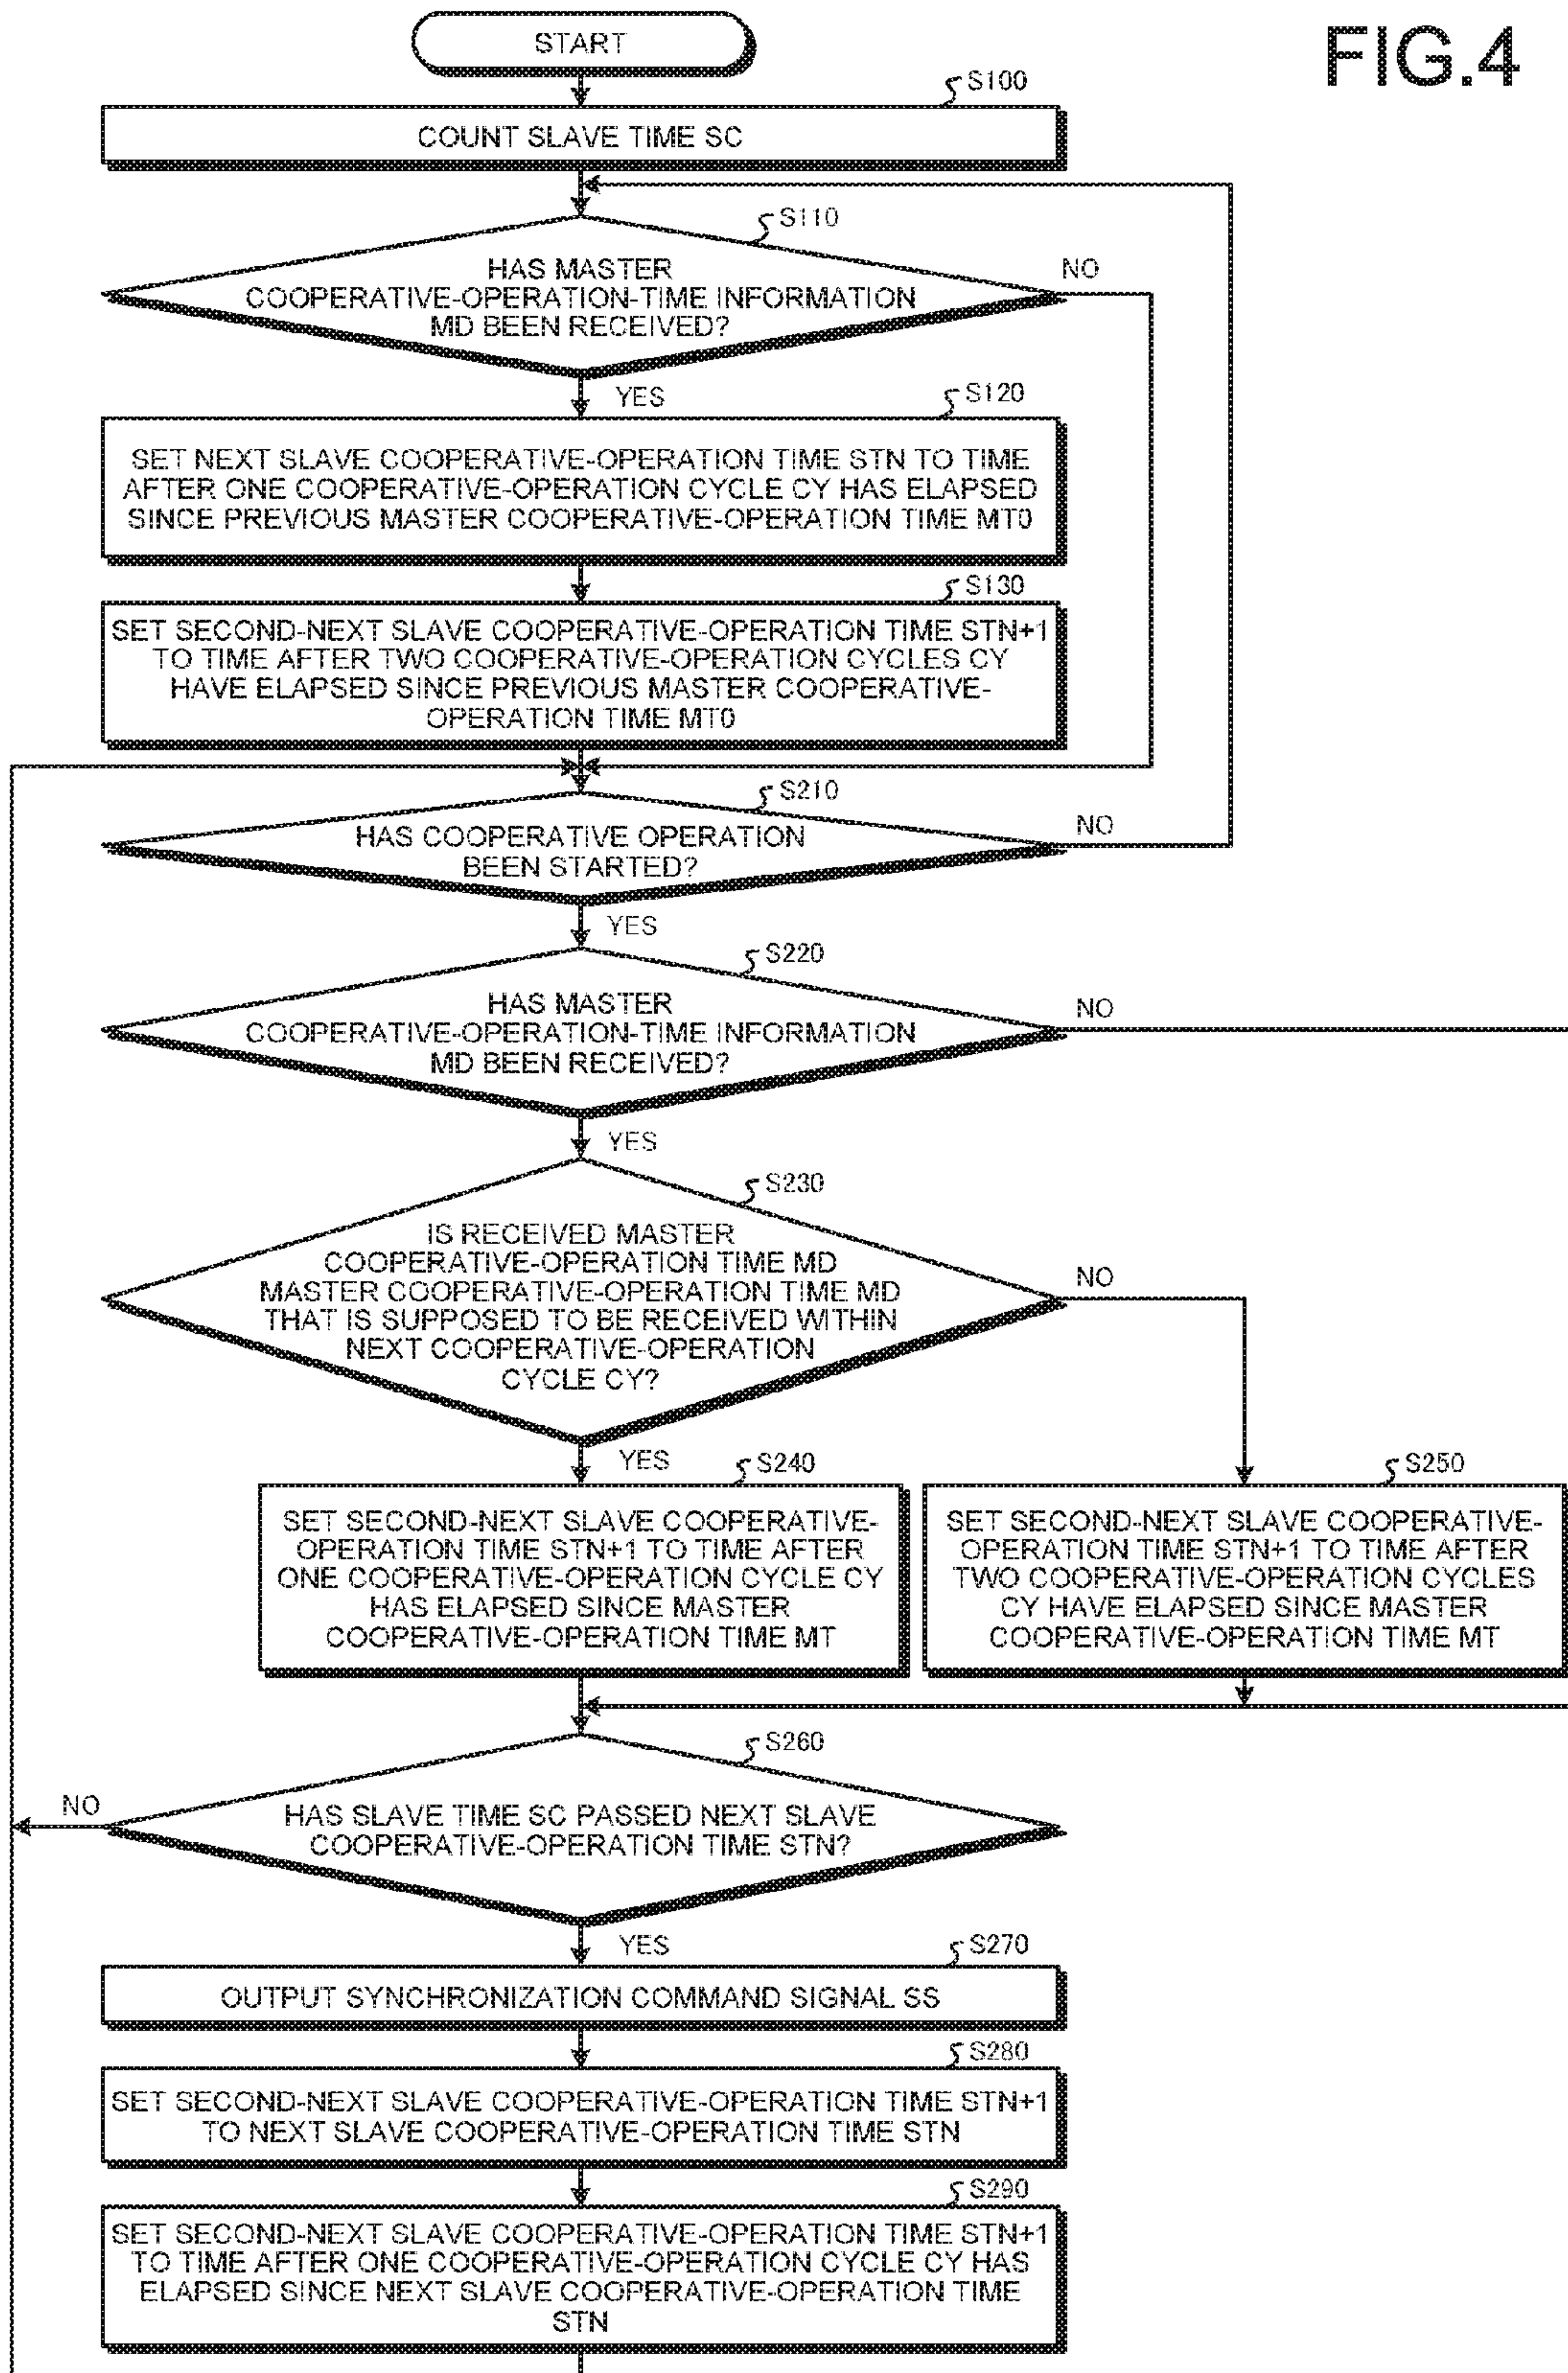 FIG.4
START
S100
COUNT SLAVE TIME SC
S110
HAS MASTER
COOPERATIVE-OPERATION-TIME INFORMATION
MD BEEN RECEIVED?
NO
YES
S120
SET NEXT SLAVE COOPERATIVE-OPERATION TIME STN TO TIME
AFTER ONE COOPERATIVE-OPERATION CYCLE CY HAS ELAPSED
SINCE PREVIOUS MASTER COOPERATIVE-OPERATION TIME MT0
S130
SET SECOND-NEXT SLAVE COOPERATIVE-OPERATION TIME STN+1
TO TIME AFTER TWO COOPERATIVE-OPERATION CYCLES CY
HAVE ELAPSED SINCE PREVIOUS MASTER COOPERATIVE-
OPERATION TIME MT0
S210
HAS COOPERATIVE OPERATION
BEEN STARTED?
NO
YES
S220
HAS MASTER
COOPERATIVE-OPERATION-TIME INFORMATION
MD BEEN RECEIVED?
NO
YES
S230
IS RECEIVED MASTER
COOPERATIVE-OPERATION TIME MD
MASTER COOPERATIVE-OPERATION TIME MD
THAT IS SUPPOSED TO BE RECEIVED WITHIN
NEXT COOPERATIVE-OPERATION
CYCLE CY?
NO
YES
S240
SET SECOND-NEXT SLAVE COOPERATIVE-
OPERATION TIME STN+1 TO TIME AFTER
ONE COOPERATIVE-OPERATION CYCLE CY
HAS ELAPSED SINCE MASTER
COOPERATIVE-OPERATION TIME MT
S250
SET SECOND-NEXT SLAVE COOPERATIVE-
OPERATION TIME STN+1 TO TIME AFTER
TWO COOPERATIVE-OPERATION CYCLES
CY HAVE ELAPSED SINCE MASTER
COOPERATIVE-OPERATION TIME MT
S260
HAS SLAVE TIME SC PASSED NEXT SLAVE
COOPERATIVE-OPERATION TIME STN?
NO
YES
S270
OUTPUT SYNCHRONIZATION COMMAND SIGNAL SS
S280
SET SECOND-NEXT SLAVE COOPERATIVE-OPERATION TIME STN+1
TO NEXT SLAVE COOPERATIVE-OPERATION TIME STN
S290
SET SECOND-NEXT SLAVE COOPERATIVE-OPERATION TIME STN+1
TO TIME AFTER ONE COOPERATIVE-OPERATION CYCLE CY HAS
ELAPSED SINCE NEXT SLAVE COOPERATIVE-OPERATION TIME
STN